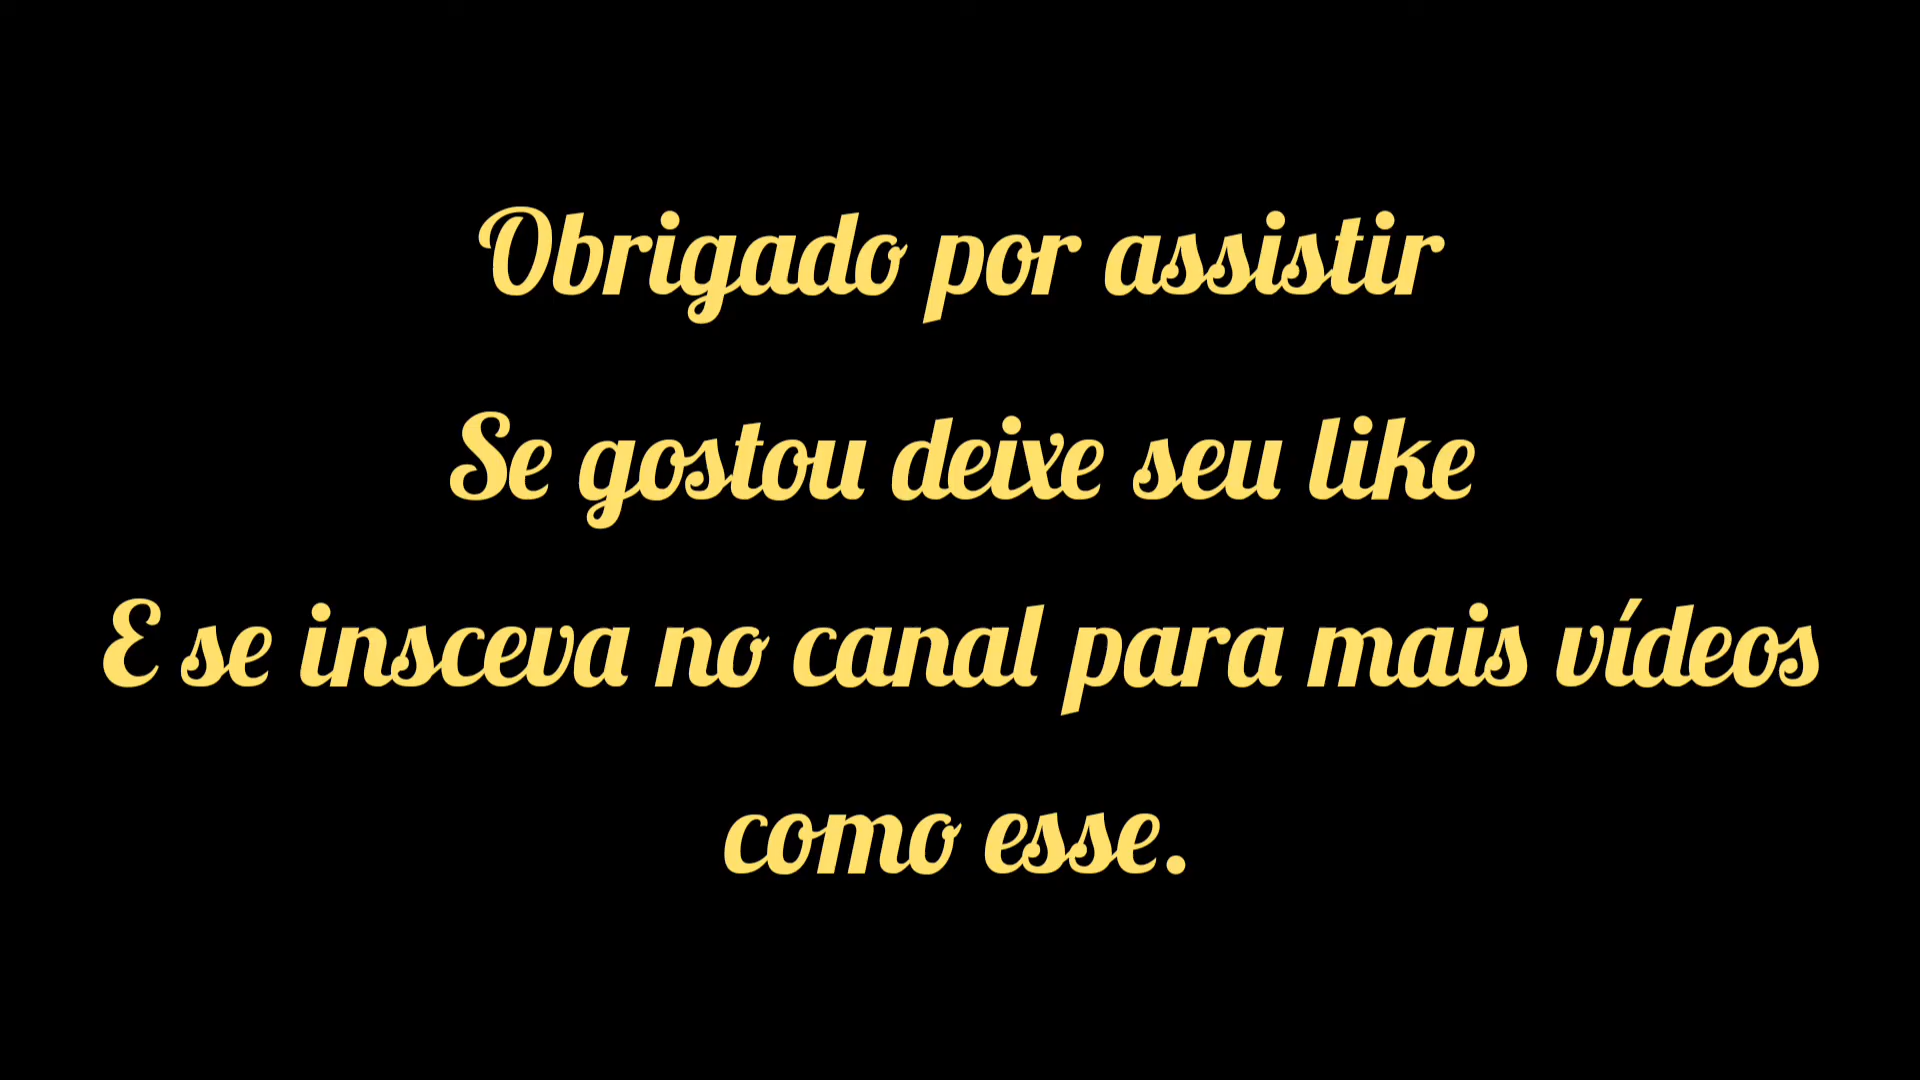 Obrigado por assistir
Se gostou deixe seu like
E se insceva no canal para mais vídeos
como esse.